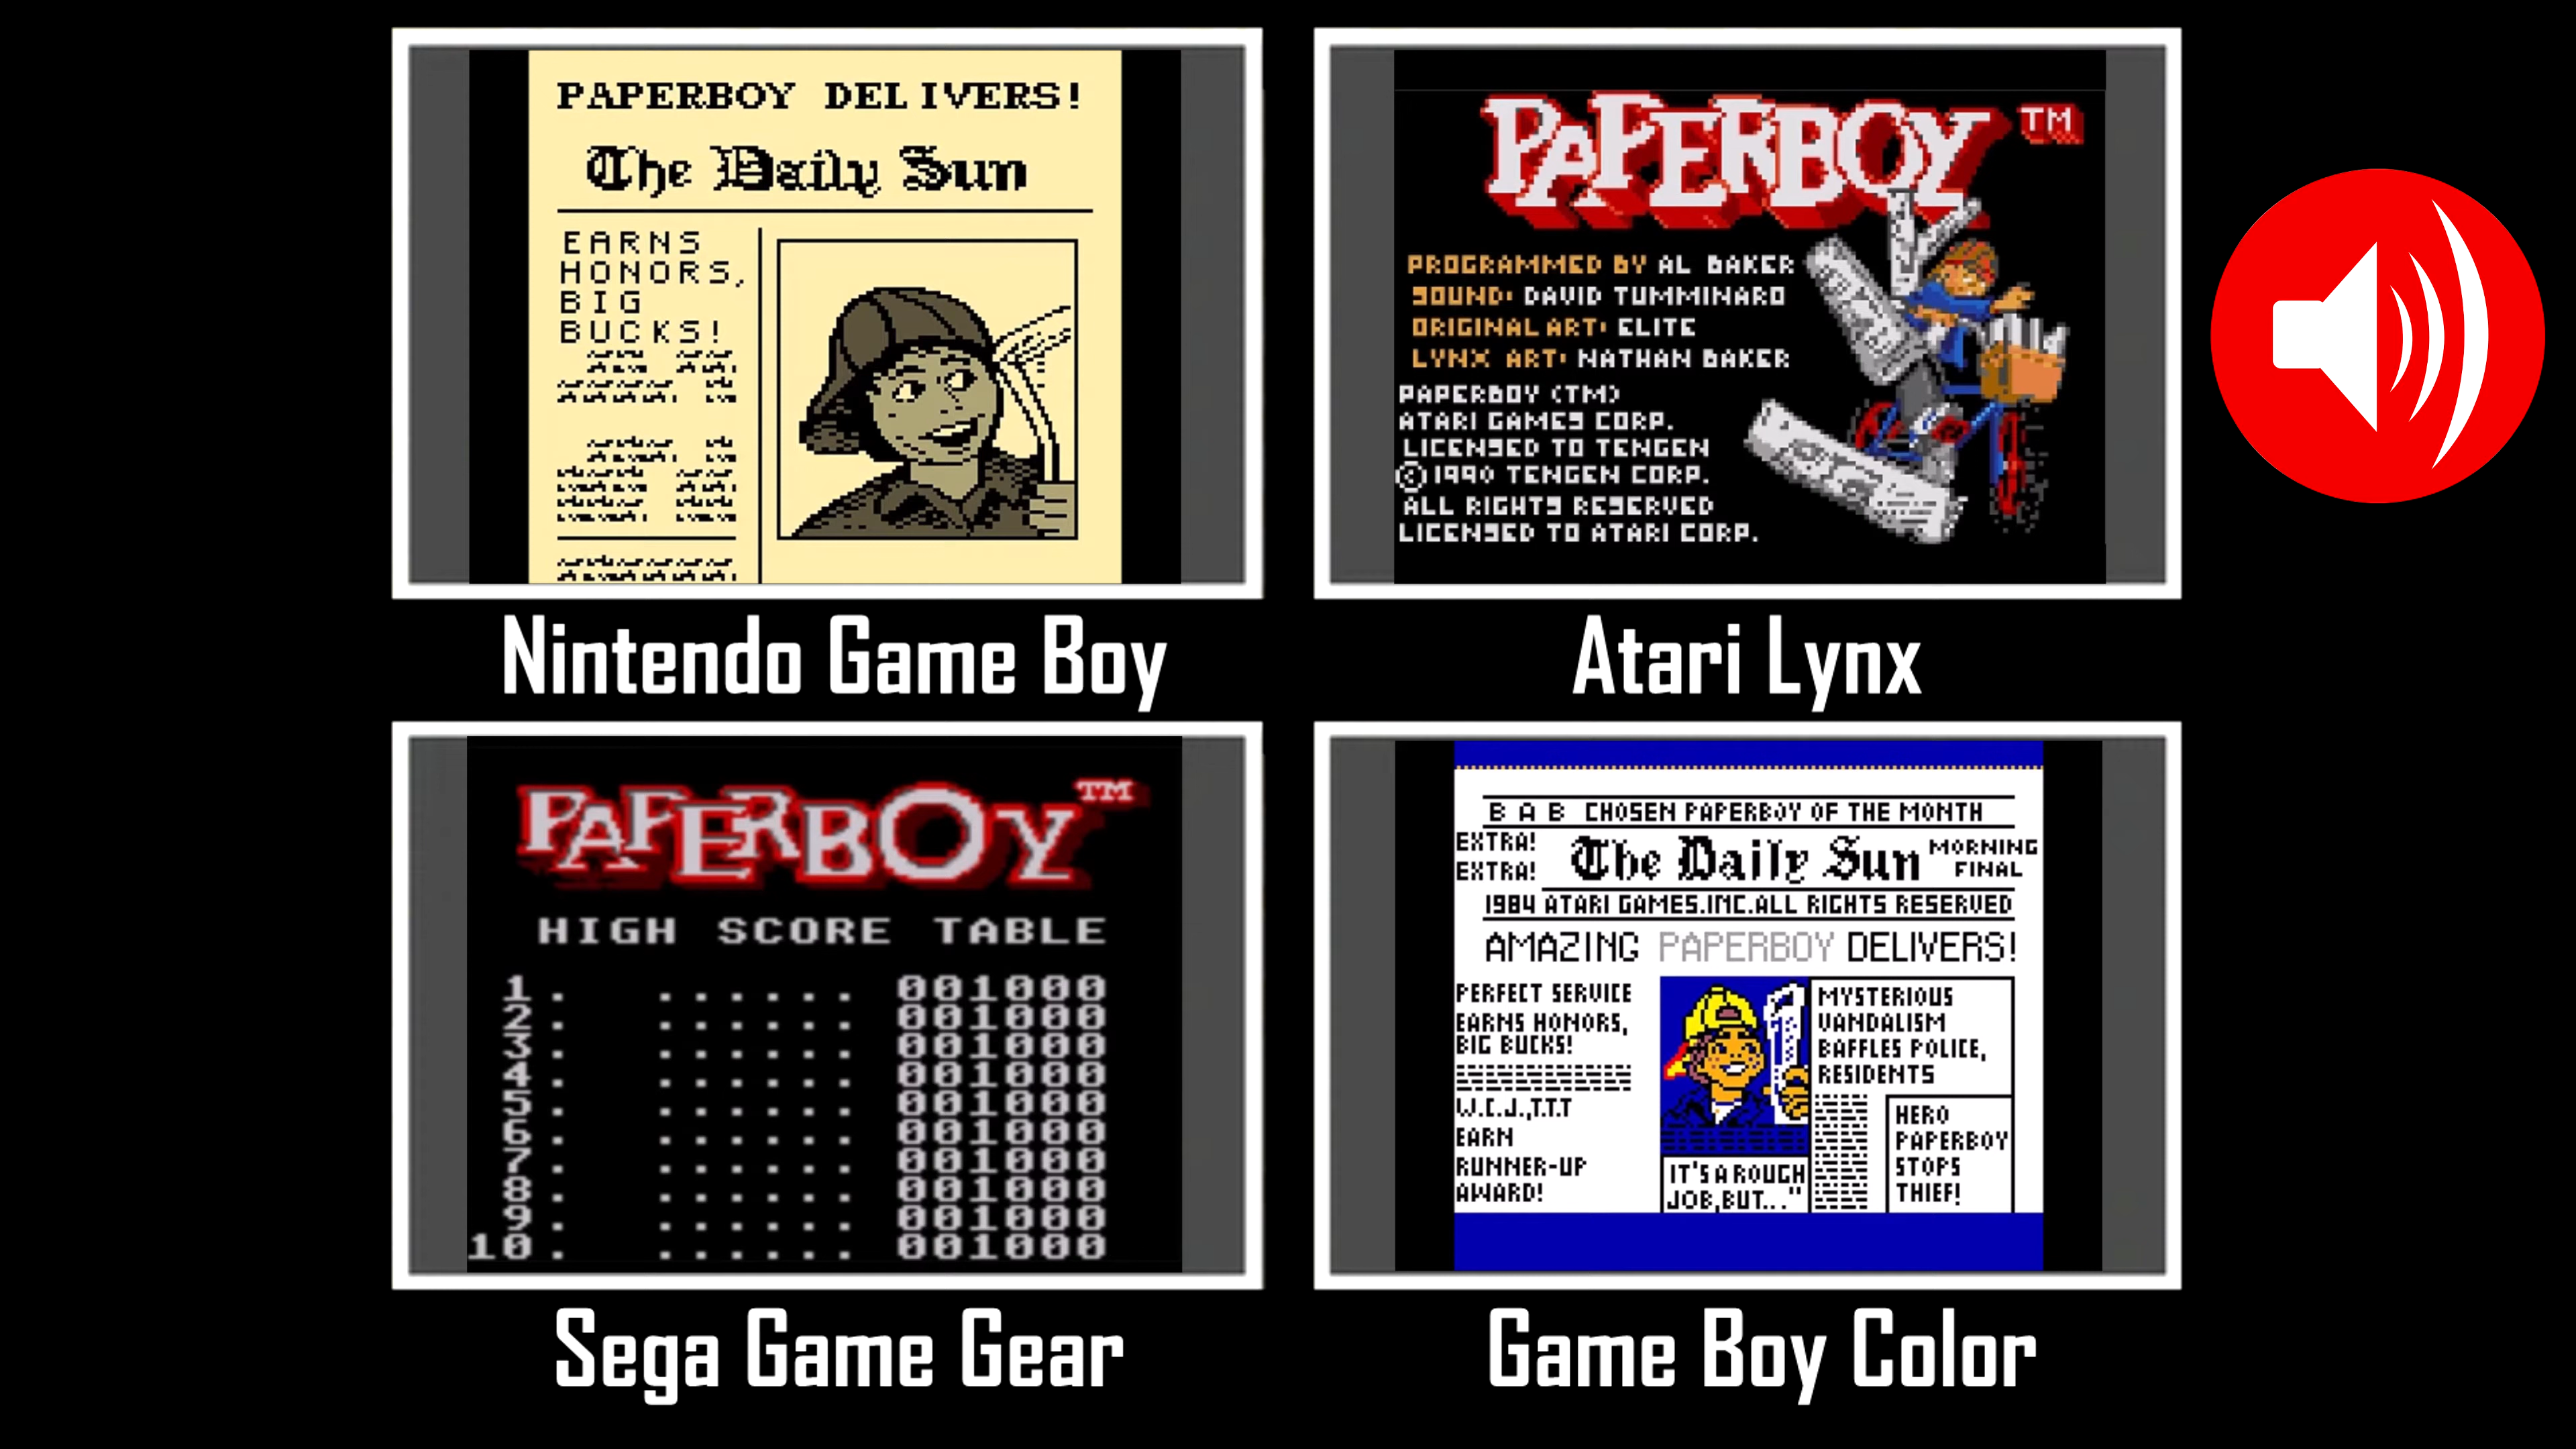 PAPERBOY DELIVERS!
The Daily Sun
EARNS
HONORS,
BIG
BUCKS!
Nintendo Game Boy
PAPERBOY TM
PROGRAMMED BY AL BAKER
SOUND: DAVID TUMMINARO
ORIGINAL ART: ELITE
LYNX ART: NATHAN BAKER
PAPERBOY (TM)
ATARI GAMES CORP.
LICENSED TO TENGEN
©1990 TENGEN CORP.
ALL RIGHTS RESERVED
LICENSED TO ATARI CORP.
Atari Lynx
PAPERBOY TM
HIGH SCORE TABLE
1. ...... 001000
2. ...... 001000
3. ...... 001000
4. ...... 001000
5. ...... 001000
6. ...... 001000
7. ...... 001000
8. ...... 001000
9. ...... 001000
10. ...... 001000
Sega Game Gear
B A B CHOSEN PAPERBOY OF THE MONTH
EXTRA!
EXTRA!
The Daily Sun
MORNING
FINAL
1984 ATARI GAMES.INC.ALL RIGHTS RESERVED
AMAZING PAPERBOY DELIVERS!
PERFECT SERVICE
EARNS HONORS,
BIG BUCKS!
W.C.J.,T.T.T
EARN
RUNNER-UP
AWARD!
IT'S A ROUGH
JOB,BUT..."
MYSTERIOUS
VANDALISM
BAFFLES POLICE,
RESIDENTS
HERO
PAPERBOY
STOPS
THIEF!
Game Boy Color